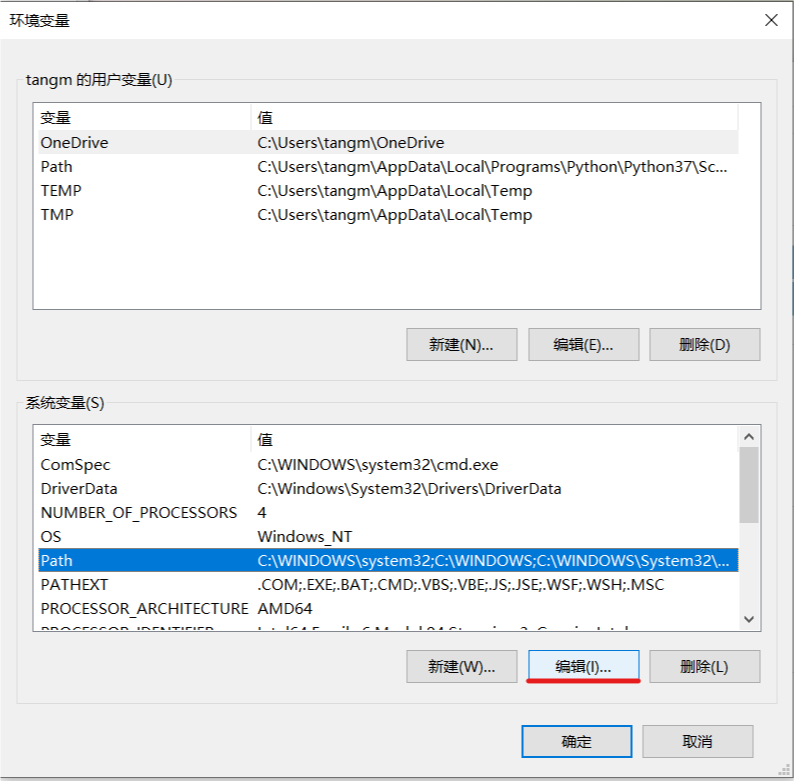 环境变量
tangm 的用户变量(U)
变量 值
OneDrive C:\Users\tangm\OneDrive
Path C:\Users\tangm\AppData\Local\Programs\Python\Python37\Sc...
TEMP C:\Users\tangm\AppData\Local\Temp
TMP C:\Users\tangm\AppData\Local\Temp
新建(N)... 编辑(E)... 删除(D)
系统变量(S)
变量 值
ComSpec C:\WINDOWS\system32\cmd.exe
DriverData C:\Windows\System32\Drivers\DriverData
NUMBER_OF_PROCESSORS 4
OS Windows_NT
Path C:\WINDOWS\system32;C:\WINDOWS;C:\WINDOWS\System32\...
PATHEXT .COM;.EXE;.BAT;.CMD;.VBS;.VBE;.JS;.JSE;.WSF;.WSH;.MSC
PROCESSOR_ARCHITECTURE AMD64
新建(W)... 编辑(I)... 删除(L)
确定 取消